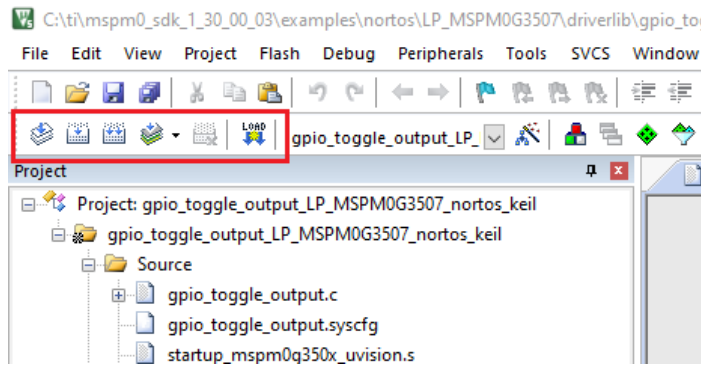 C:\ti\mspm0_sdk_1_30_00_03\examples\nortos\LP_MSPM0G3507\driverlib\gpio_to
File Edit View Project Flash Debug Peripherals Tools SVCS Window
LOAD gpio_toggle_output_LP_
Project
Project: gpio_toggle_output_LP_MSPM0G3507_nortos_keil
gpio_toggle_output_LP_MSPM0G3507_nortos_keil
Source
gpio_toggle_output.c
gpio_toggle_output.syscfg
startup_mspm0g350x_uvision.s